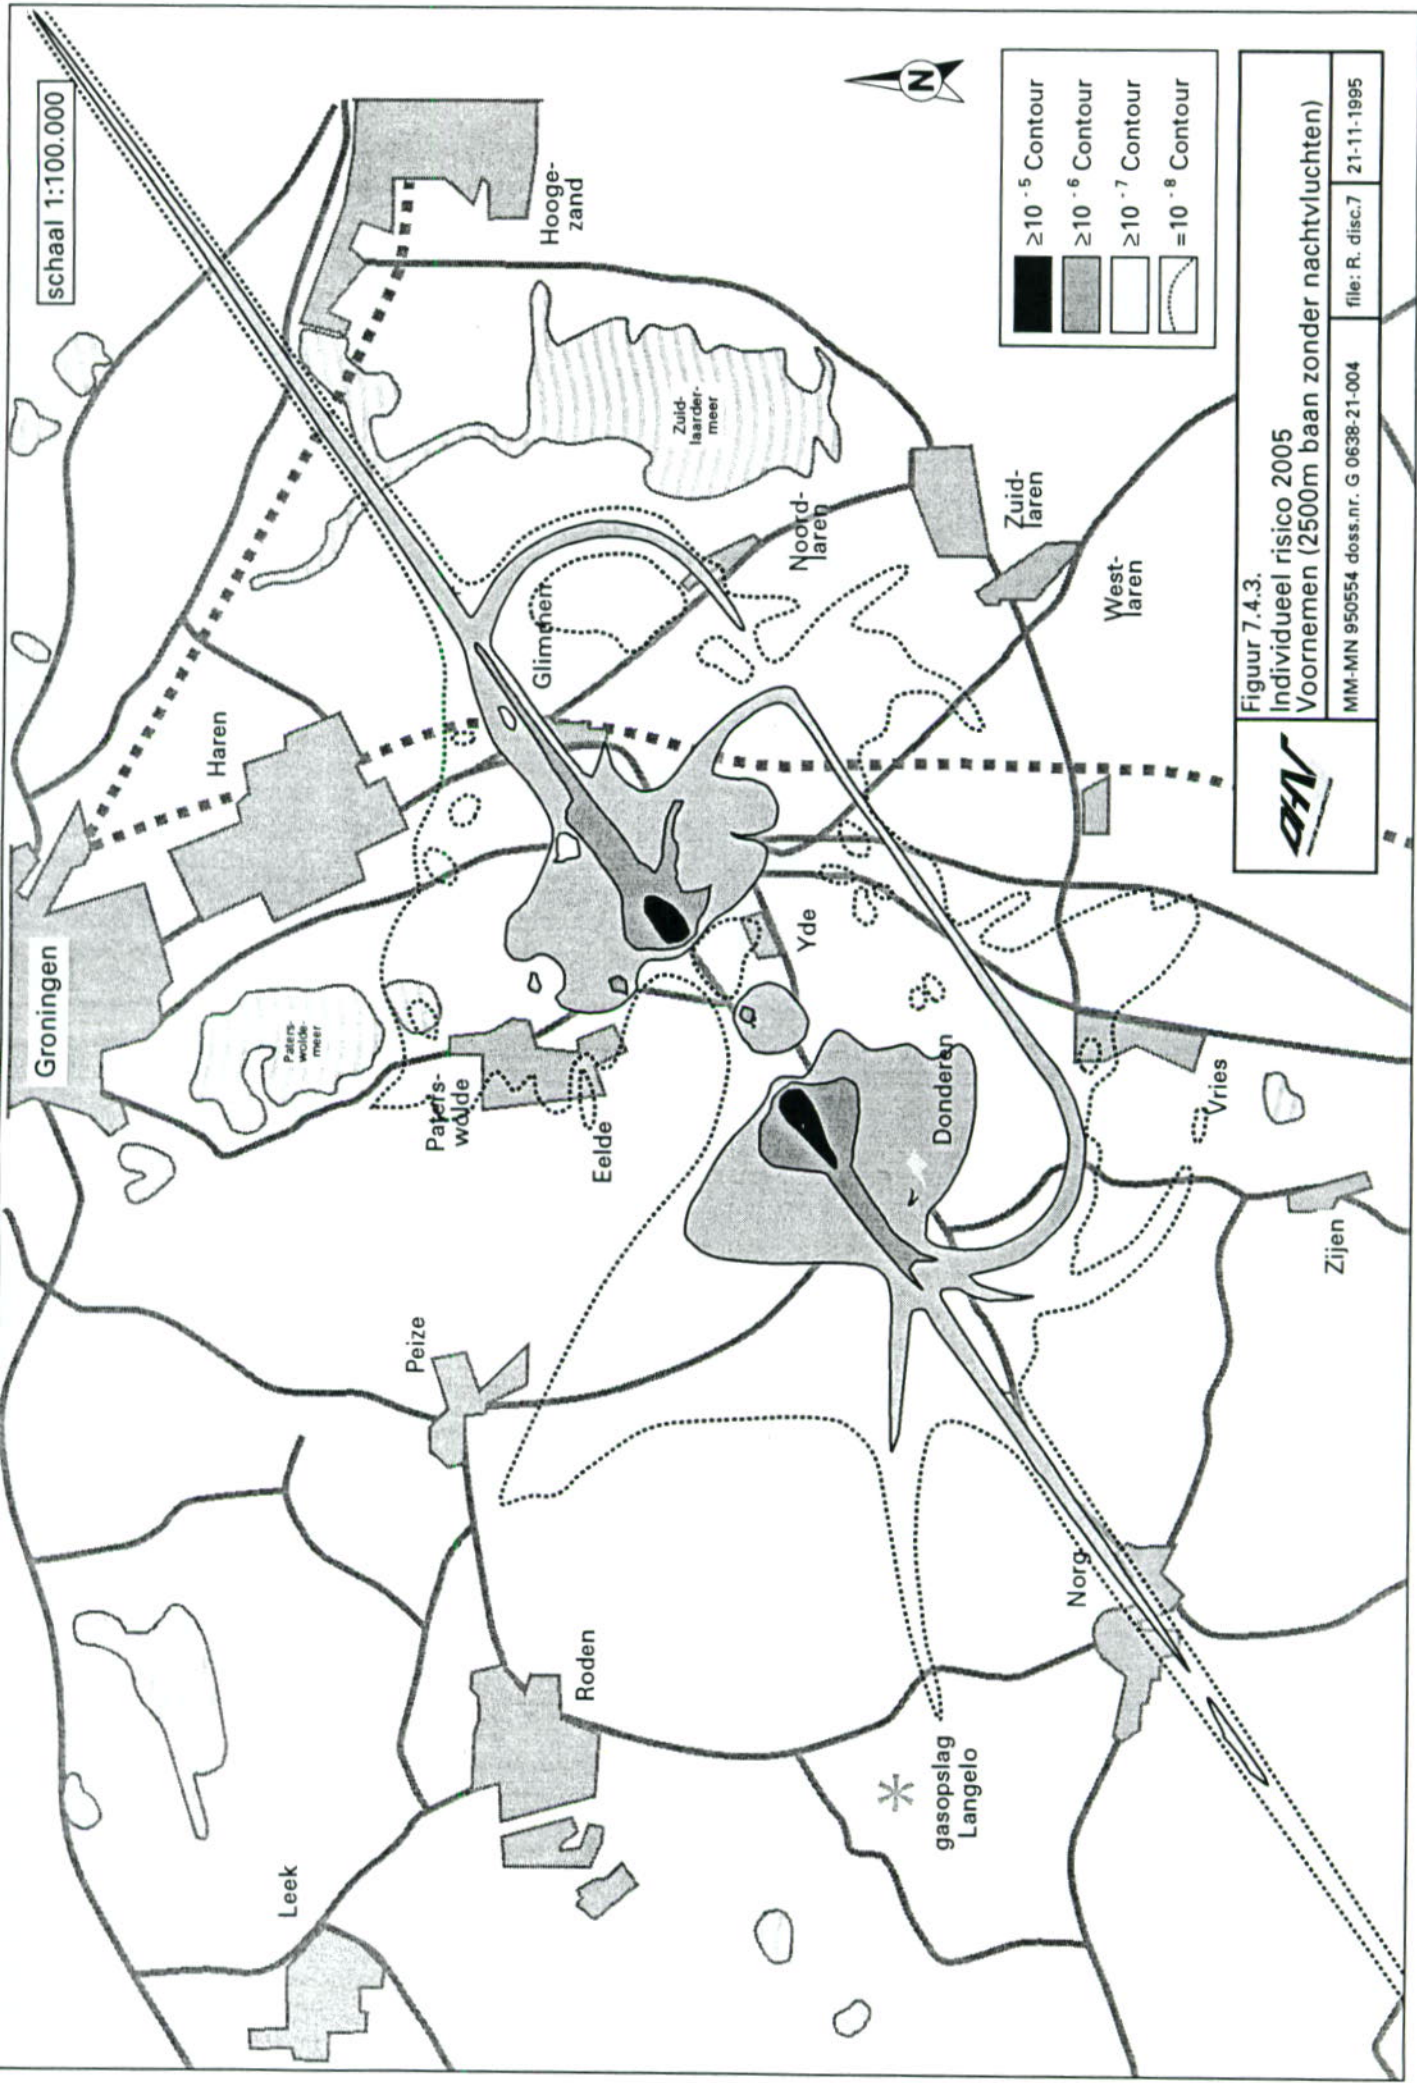 schaal 1:100.000
Groningen
Haren
Hooge-
zand
Paters-
wolde-
meer
Zuid-
laarder-
meer
Paters-
wolde
Eelde
Glimmen
Noord-
laren
Zuid-
laren
West-
laren
Yde
Donderen
Vries
Zijen
Peize
Roden
Leek
Norg
gasopslag
Langelo
N
≥10⁻⁵ Contour
≥10⁻⁶ Contour
≥10⁻⁷ Contour
=10⁻⁸ Contour
Figuur 7.4.3.
Individueel risico 2005
Voornemen (2500m baan zonder nachtvluchten)
MM-MN 950554 doss.nr. G 0638-21-004
file: R. disc.7
21-11-1995